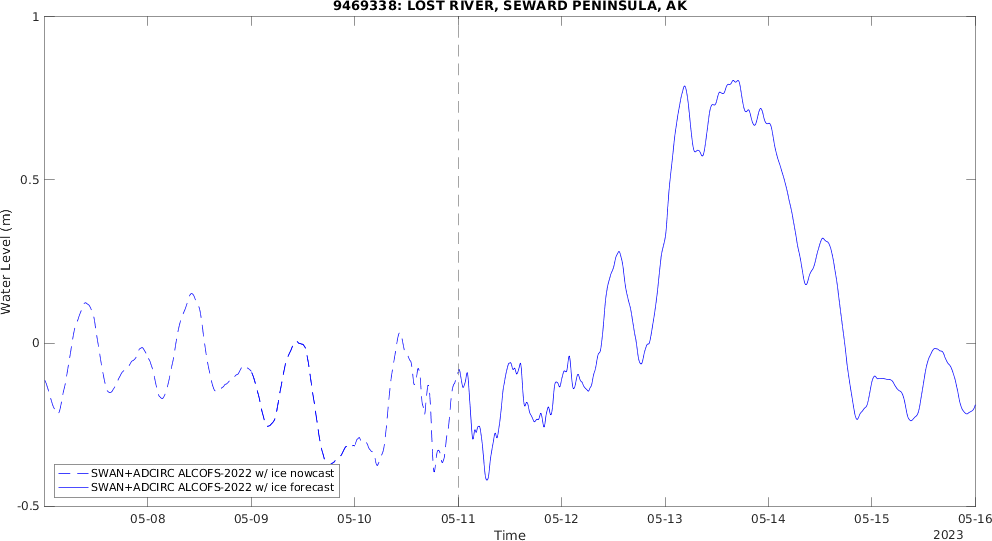 9469338: LOST RIVER, SEWARD PENINSULA, AK
1
0.5
0
-0.5
Water Level (m)
SWAN+ADCIRC ALCOFS-2022 w/ ice nowcast
SWAN+ADCIRC ALCOFS-2022 w/ ice forecast
05-08 05-09 05-10 05-11 05-12 05-13 05-14 05-15 05-16
Time
2023